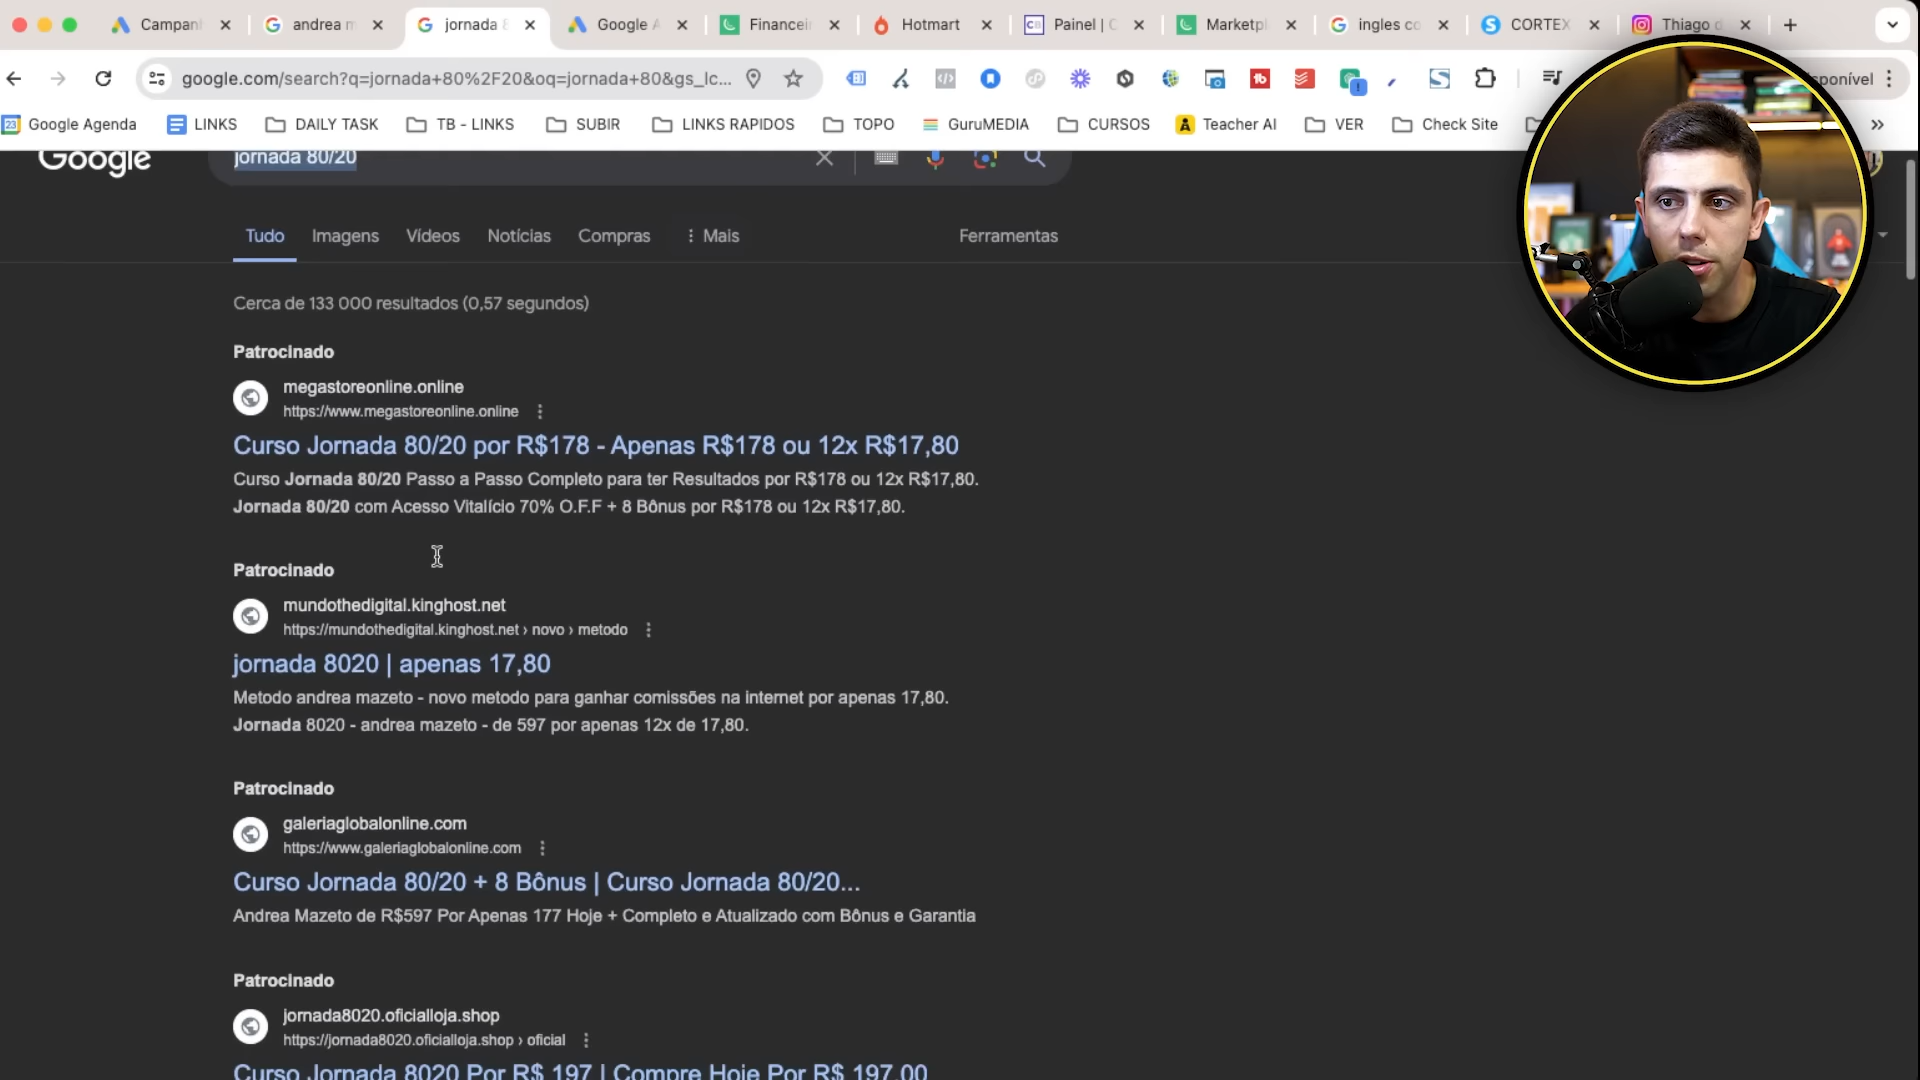 Campan
andrea m
jornada 8
Google A
Financei
Hotmart
Painel | C
Marketpl
ingles co
CORTEX
Thiago d
google.com/search?q=jornada+80%2F20&oq=jornada+80&gs_lc...
sponível
Google Agenda
LINKS
DAILY TASK
TB - LINKS
SUBIR
LINKS RAPIDOS
TOPO
GuruMEDIA
CURSOS
Teacher AI
VER
Check Site
Google
jornada 80/20
Tudo
Imagens
Vídeos
Notícias
Compras
Mais
Ferramentas
Cerca de 133 000 resultados (0,57 segundos)
Patrocinado
megastoreonline.online
https://www.megastoreonline.online
Curso Jornada 80/20 por R$178 - Apenas R$178 ou 12x R$17,80
Curso Jornada 80/20 Passo a Passo Completo para ter Resultados por R$178 ou 12x R$17,80.
Jornada 80/20 com Acesso Vitalício 70% O.F.F + 8 Bônus por R$178 ou 12x R$17,80.
Patrocinado
mundothedigital.kinghost.net
https://mundothedigital.kinghost.net › novo › metodo
jornada 8020 | apenas 17,80
Metodo andrea mazeto - novo metodo para ganhar comissões na internet por apenas 17,80.
Jornada 8020 - andrea mazeto - de 597 por apenas 12x de 17,80.
Patrocinado
galeriaglobalonline.com
https://www.galeriaglobalonline.com
Curso Jornada 80/20 + 8 Bônus | Curso Jornada 80/20...
Andrea Mazeto de R$597 Por Apenas 177 Hoje + Completo e Atualizado com Bônus e Garantia
Patrocinado
jornada8020.oficialloja.shop
https://jornada8020.oficialloja.shop › oficial
Curso Jornada 8020 Por R$ 197 | Compre Hoje Por R$ 197,00